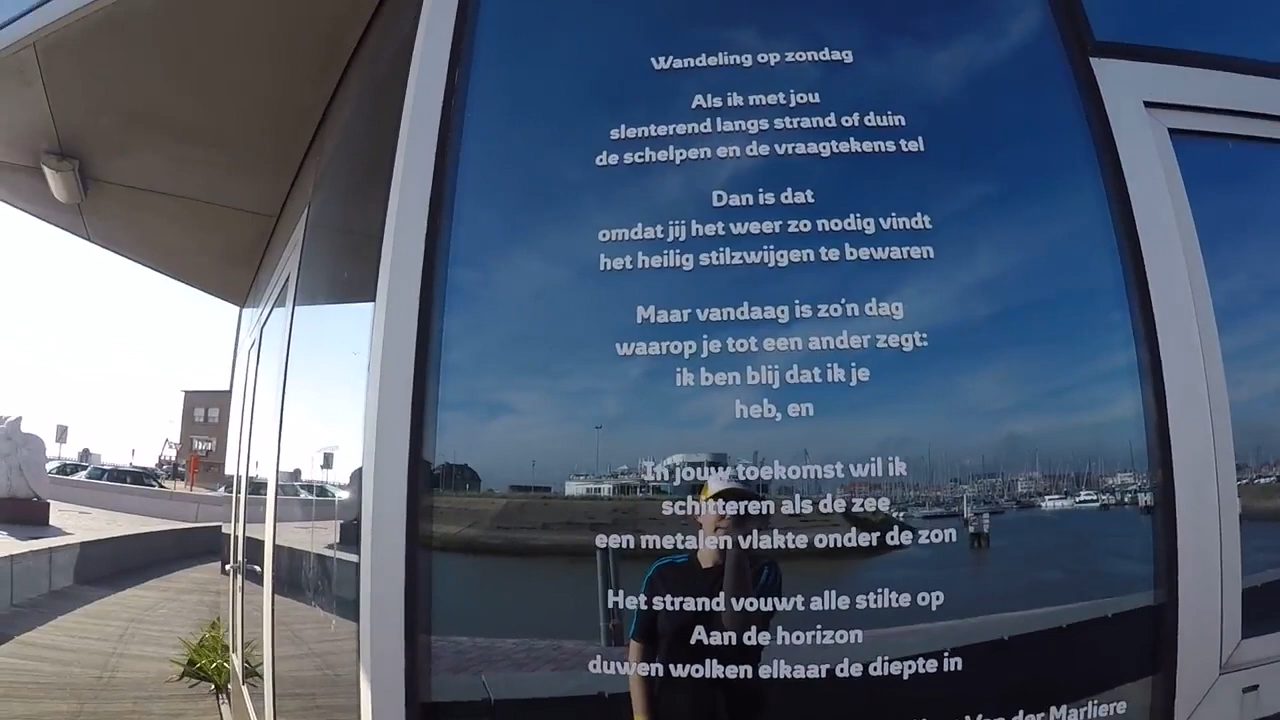 Wandeling op zondag
Als ik met jou
slenterend langs strand of duin
de schelpen en de vraagtekens tel
Dan is dat
omdat jij het weer zo nodig vindt
het heilig stilzwijgen te bewaren
Maar vandaag is zo'n dag
waarop je tot een ander zegt:
ik ben blij dat ik je
heb, en
In jouw toekomst wil ik
schitteren als de zee
een metalen vlakte onder de zon
Het strand vouwt alle stilte op
Aan de horizon
duwen wolken elkaar de diepte in
Van der Marliere